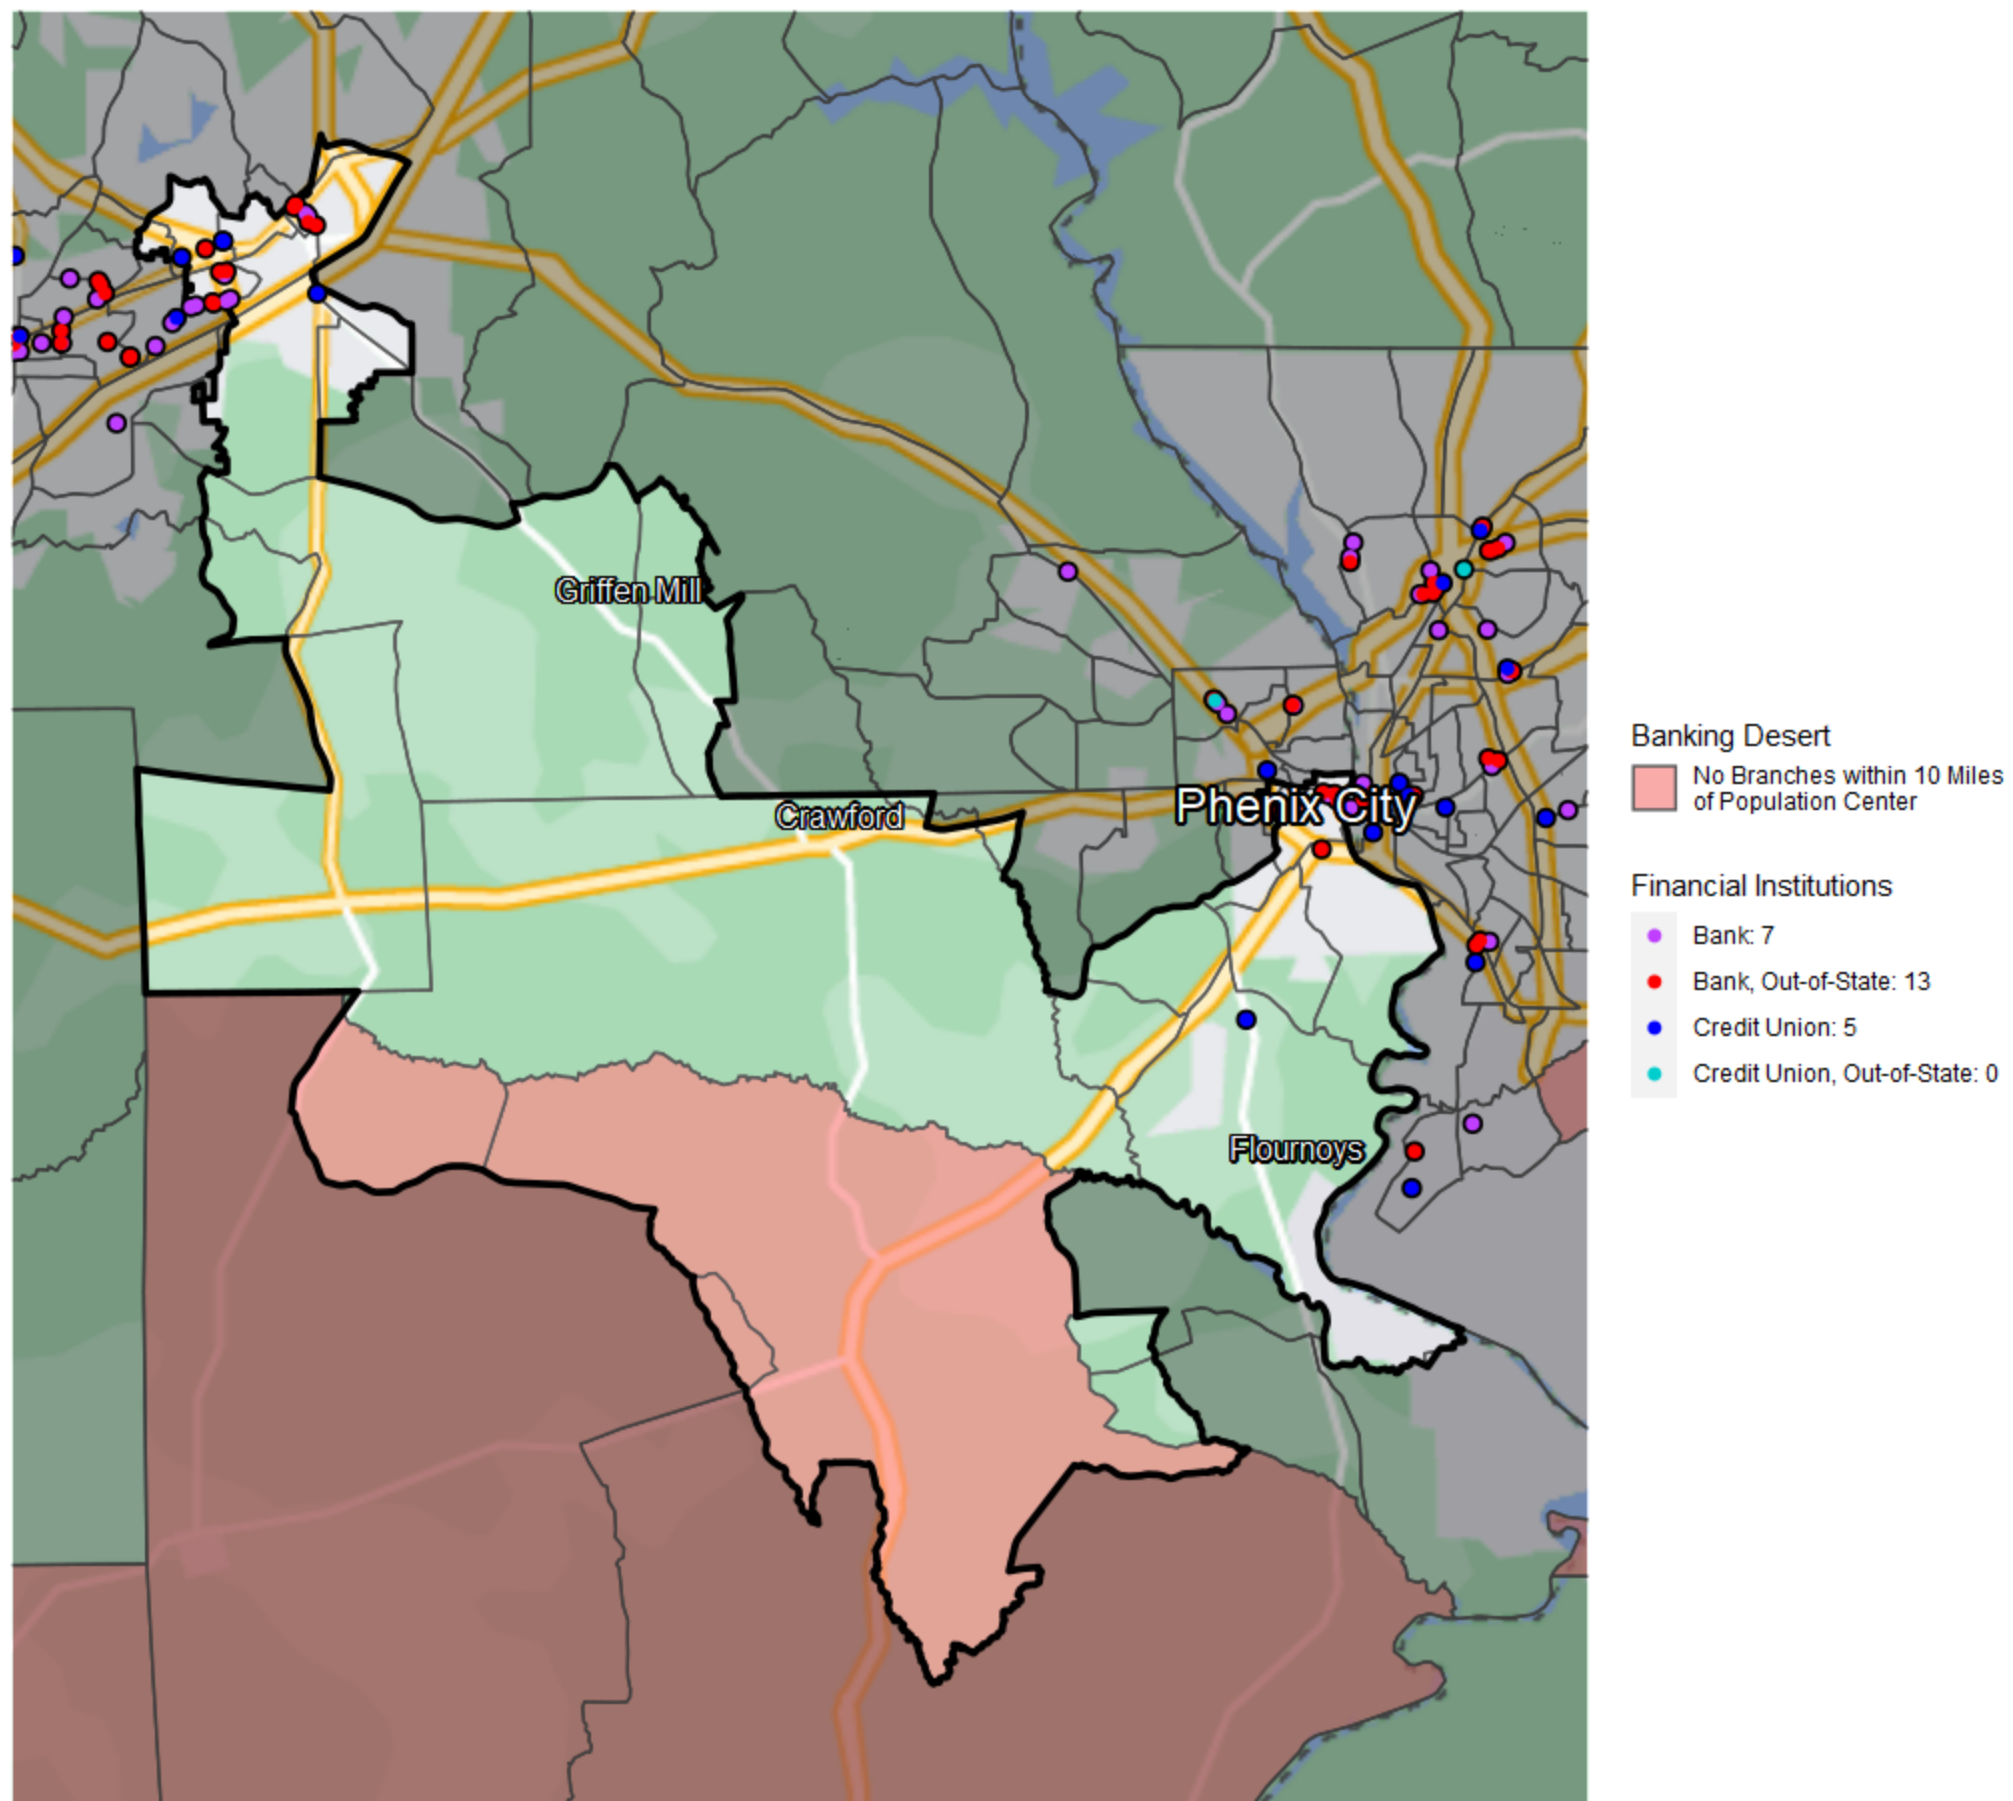 Griffen Mill
Crawford
Phenix City
Flournoys
Banking Desert
No Branches within 10 Miles
of Population Center
Financial Institutions
Bank: 7
Bank, Out-of-State: 13
Credit Union: 5
Credit Union, Out-of-State: 0